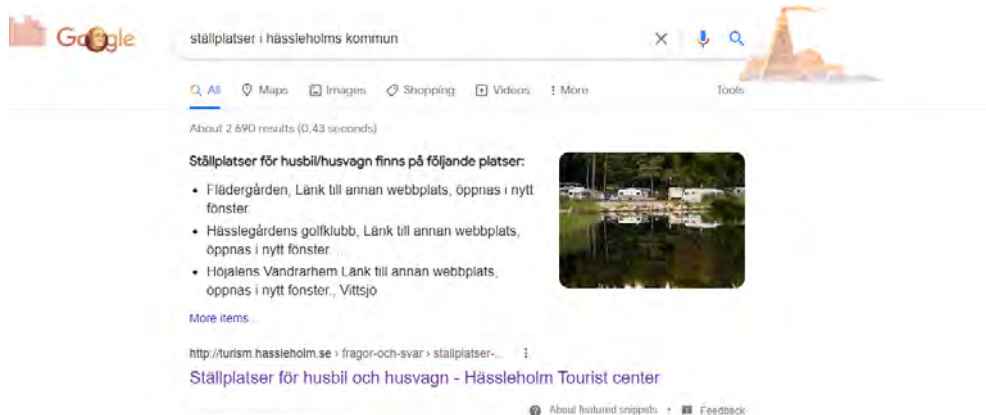 Google
ställplatser i hässleholms kommun
All Maps Images Shopping Videos More Tools
About 2 690 results (0,43 seconds)
Ställplatser för husbil/husvagn finns på följande platser:
• Flädergården, Länk till annan webbplats, öppnas i nytt
fönster
• Hässlegårdens golfklubb, Länk till annan webbplats,
öppnas i nytt fönster
• Höjalens Vandrarhem Länk till annan webbplats,
öppnas i nytt fönster., Vittsjö
More items...
http://turism.hassleholm.se › fragor-och-svar › stallplatser-...
Ställplatser för husbil och husvagn - Hässleholm Tourist center
About featured snippets • Feedback